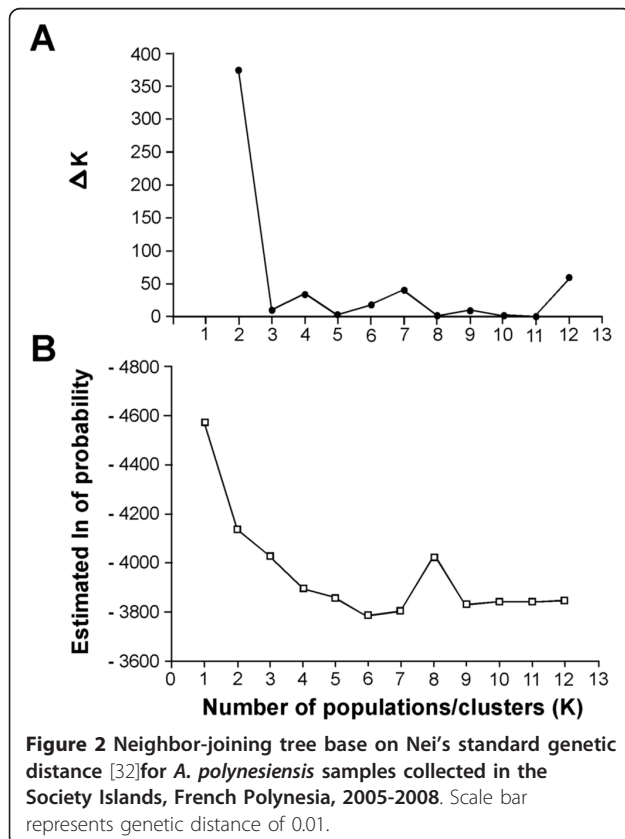 A
400
350
300
250
200
150
100
50
0
ΔK
1 2 3 4 5 6 7 8 9 10 11 12 13
B
- 4800
- 4600
- 4400
- 4200
- 4000
- 3800
- 3600
Estimated ln of probability
0 1 2 3 4 5 6 7 8 9 10 11 12 13
Number of populations/clusters (K)
Figure 2 Neighbor-joining tree base on Nei's standard genetic
distance [32]for A. polynesiensis samples collected in the
Society Islands, French Polynesia, 2005-2008. Scale bar
represents genetic distance of 0.01.